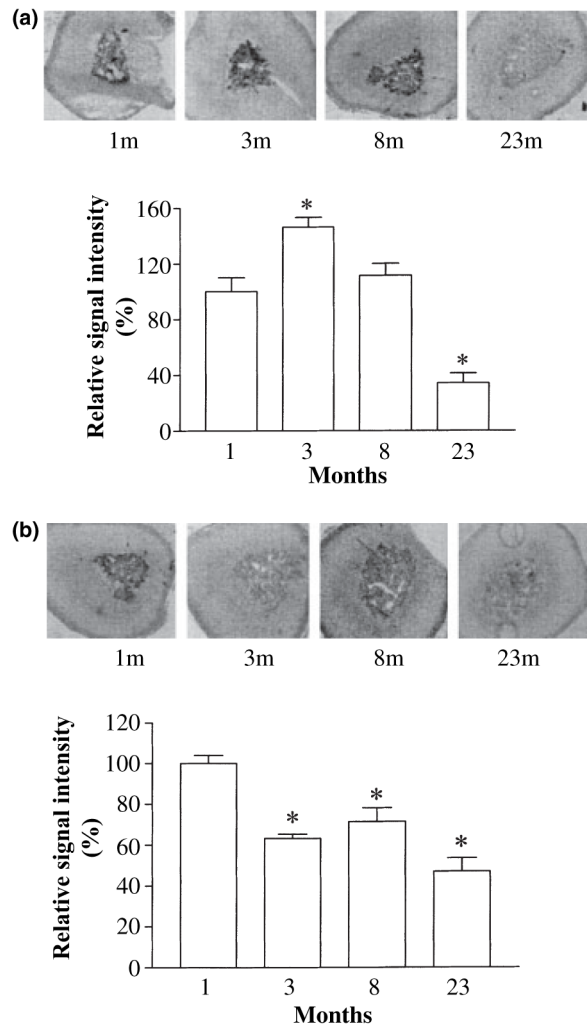 (a)
1m 3m 8m 23m
Relative signal intensity
(%)
160
120
80
40
0
*
*
1 3 8 23
Months
(b)
1m 3m 8m 23m
Relative signal intensity
(%)
120
100
80
60
40
20
0
*
*
*
1 3 8 23
Months